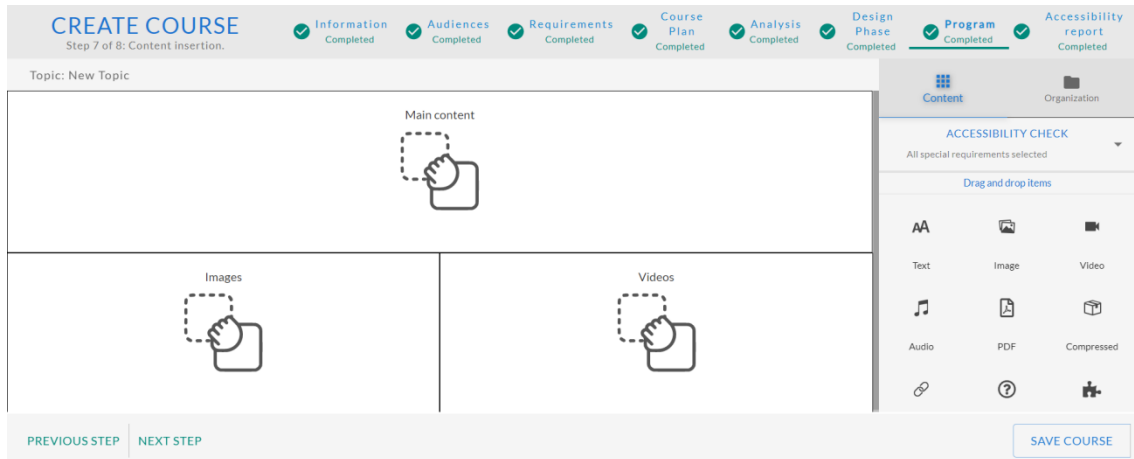 CREATE COURSE
Step 7 of 8: Content insertion.
Information
Completed
Audiences
Completed
Requirements
Completed
Course
Plan
Completed
Analysis
Completed
Design
Phase
Completed
Program
Completed
Accessibility
report
Completed
Topic: New Topic
Main content
Images
Videos
Content
Organization
ACCESSIBILITY CHECK
All special requirements selected
Drag and drop items
AA
Text
Image
Video
Audio
PDF
Compressed
PREVIOUS STEP
NEXT STEP
SAVE COURSE